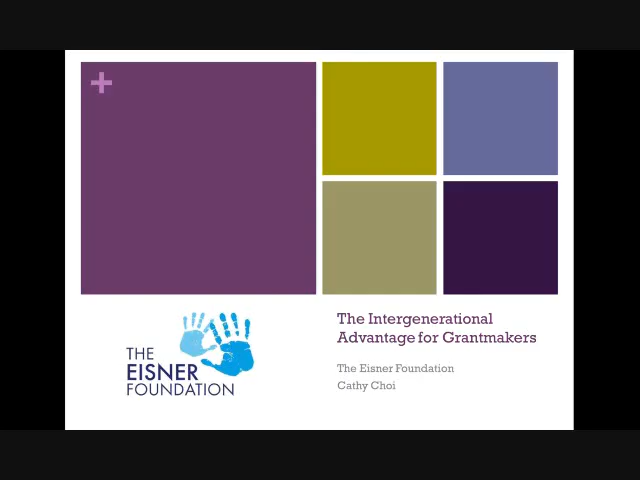 +
The Intergenerational
Advantage for Grantmakers
The Eisner Foundation
Cathy Choi
THE
EISNER
FOUNDATION